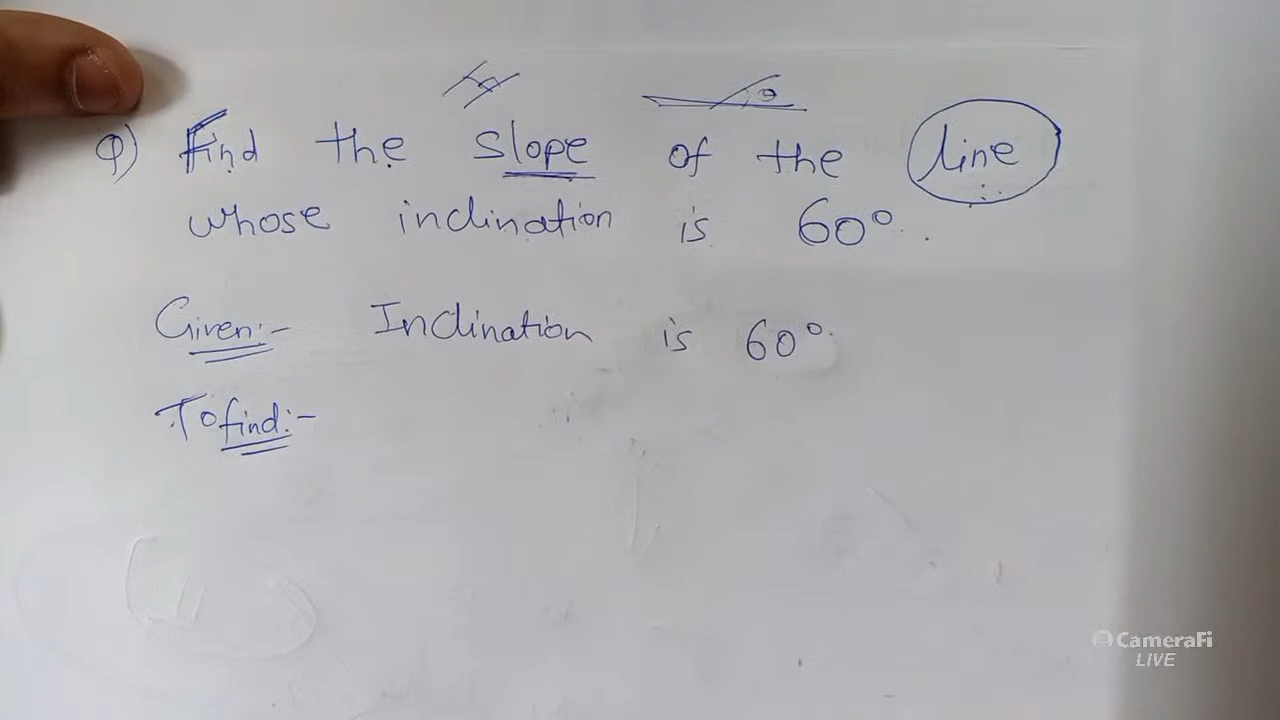 θ
Q) Find the slope of the line
whose inclination is 60°.
Given:- Inclination is 60°.
To find:-
CameraFi
LIVE